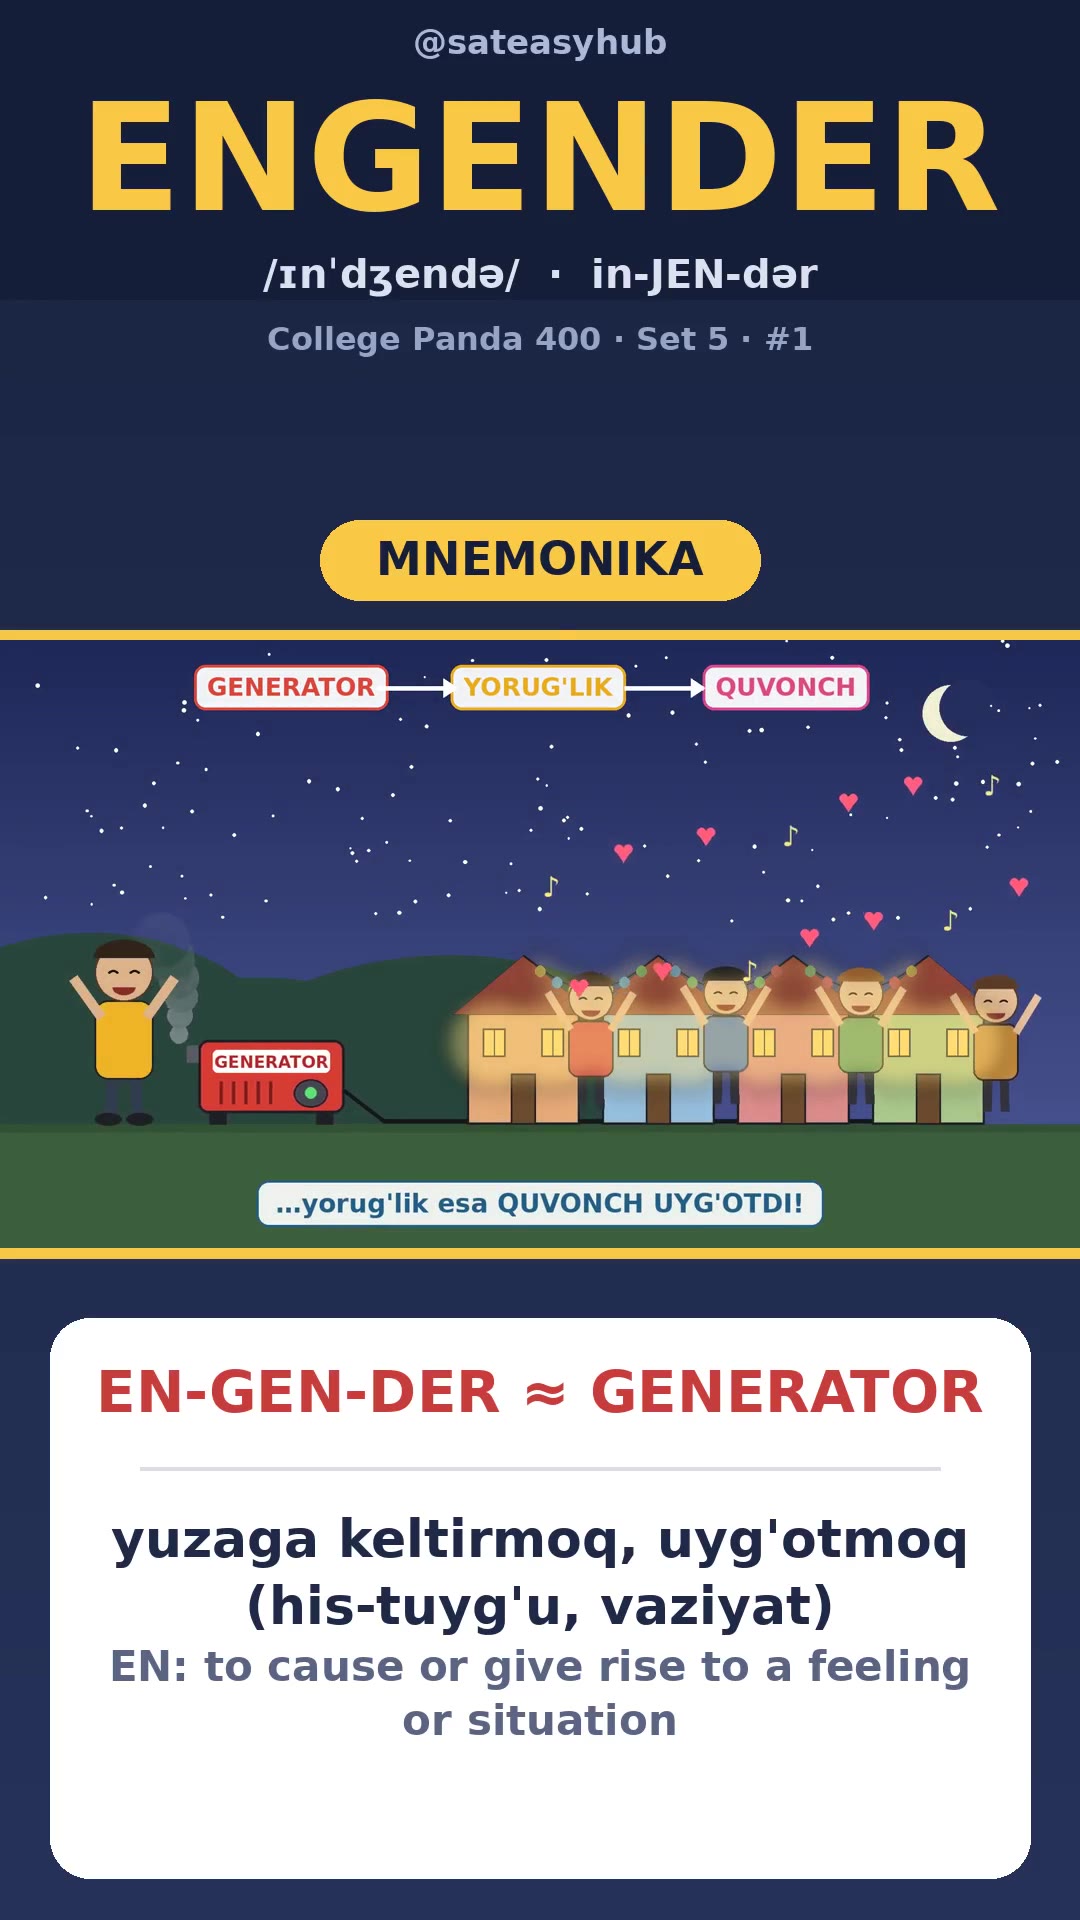 @sateasyhub
ENGENDER
/ɪnˈdʒendə/ · in-JEN-dər
College Panda 400 · Set 5 · #1
MNEMONIKA
GENERATOR YORUG'LIK QUVONCH
GENERATOR
...yorug'lik esa QUVONCH UYG'OTDI!
EN-GEN-DER ≈ GENERATOR
yuzaga keltirmoq, uyg'otmoq
(his-tuyg'u, vaziyat)
EN: to cause or give rise to a feeling
or situation